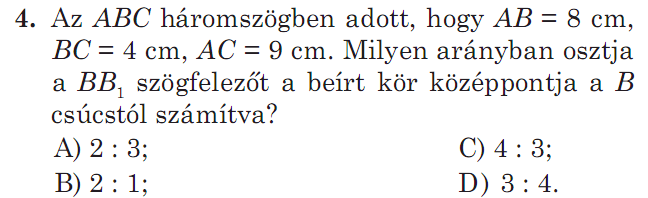 4. Az ABC háromszögben adott, hogy AB = 8 cm,
BC = 4 cm, AC = 9 cm. Milyen arányban osztja
a BB₁ szögfelezőt a beírt kör középpontja a B
csúcstól számítva?
A) 2 : 3; C) 4 : 3;
B) 2 : 1; D) 3 : 4.